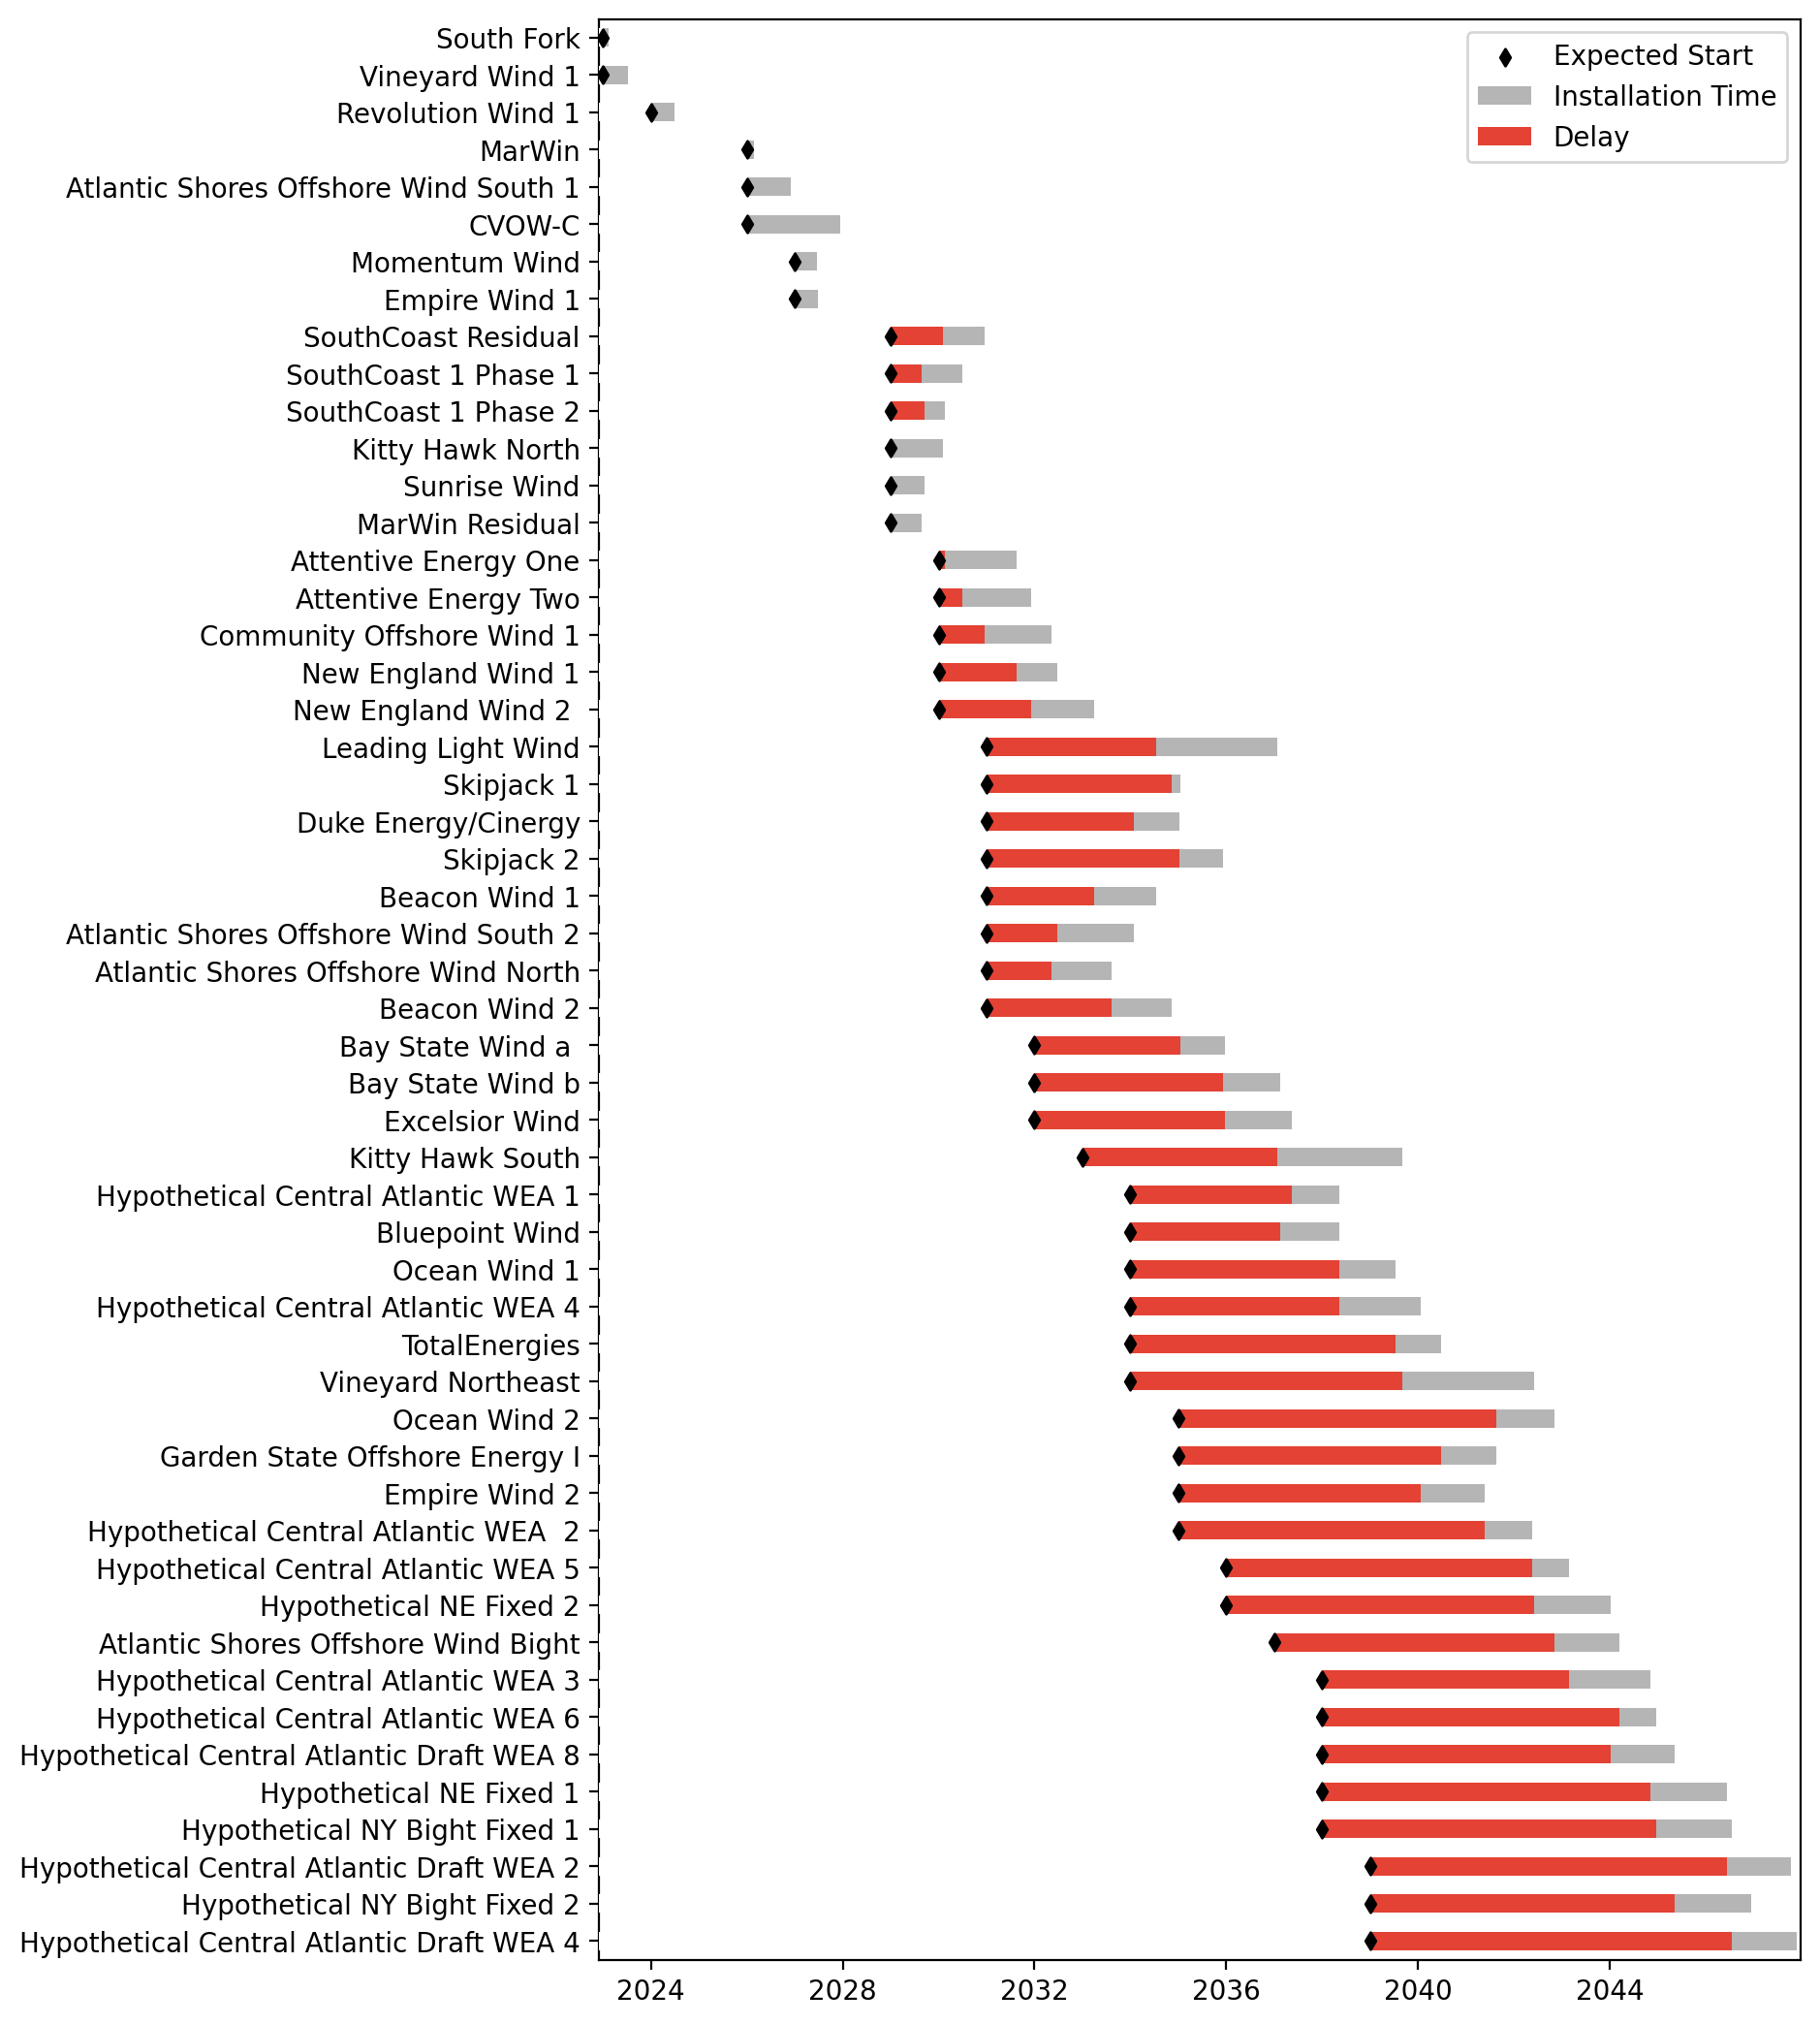 South Fork
Vineyard Wind 1
Revolution Wind 1
MarWin
Atlantic Shores Offshore Wind South 1
CVOW-C
Momentum Wind
Empire Wind 1
SouthCoast Residual
SouthCoast 1 Phase 1
SouthCoast 1 Phase 2
Kitty Hawk North
Sunrise Wind
MarWin Residual
Attentive Energy One
Attentive Energy Two
Community Offshore Wind 1
New England Wind 1
New England Wind 2
Leading Light Wind
Skipjack 1
Duke Energy/Cinergy
Skipjack 2
Beacon Wind 1
Atlantic Shores Offshore Wind South 2
Atlantic Shores Offshore Wind North
Beacon Wind 2
Bay State Wind a
Bay State Wind b
Excelsior Wind
Kitty Hawk South
Hypothetical Central Atlantic WEA 1
Bluepoint Wind
Ocean Wind 1
Hypothetical Central Atlantic WEA 4
TotalEnergies
Vineyard Northeast
Ocean Wind 2
Garden State Offshore Energy I
Empire Wind 2
Hypothetical Central Atlantic WEA  2
Hypothetical Central Atlantic WEA 5
Hypothetical NE Fixed 2
Atlantic Shores Offshore Wind Bight
Hypothetical Central Atlantic WEA 3
Hypothetical Central Atlantic WEA 6
Hypothetical Central Atlantic Draft WEA 8
Hypothetical NE Fixed 1
Hypothetical NY Bight Fixed 1
Hypothetical Central Atlantic Draft WEA 2
Hypothetical NY Bight Fixed 2
Hypothetical Central Atlantic Draft WEA 4
Expected Start
Installation Time
Delay
2024 2028 2032 2036 2040 2044